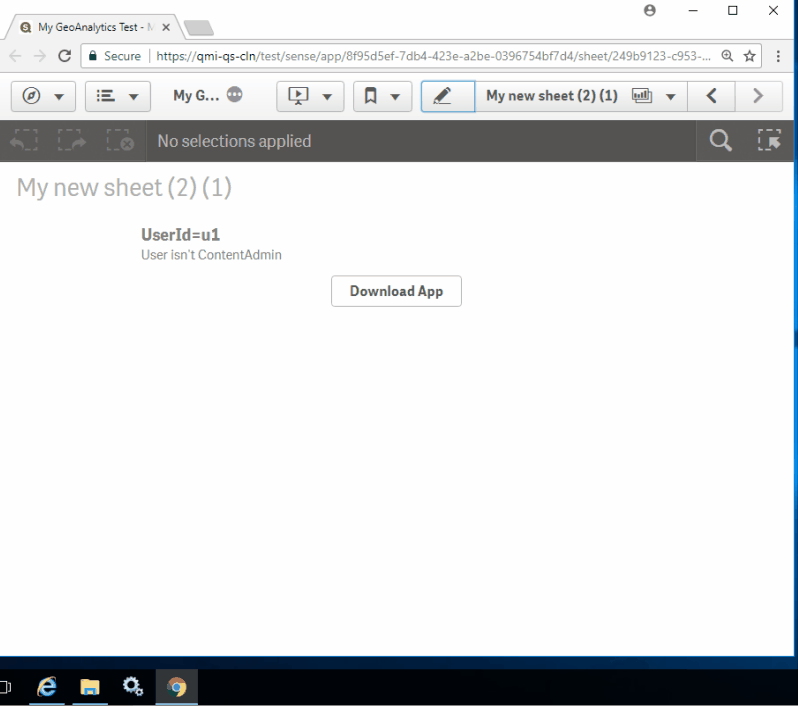 My GeoAnalytics Test - M
Secure
https://qmi-qs-cln/test/sense/app/8f95d5ef-7db4-423e-a2be-0396754bf7d4/sheet/249b9123-c953-...
My G...
My new sheet (2) (1)
No selections applied
My new sheet (2) (1)
UserId=u1
User isn't ContentAdmin
Download App